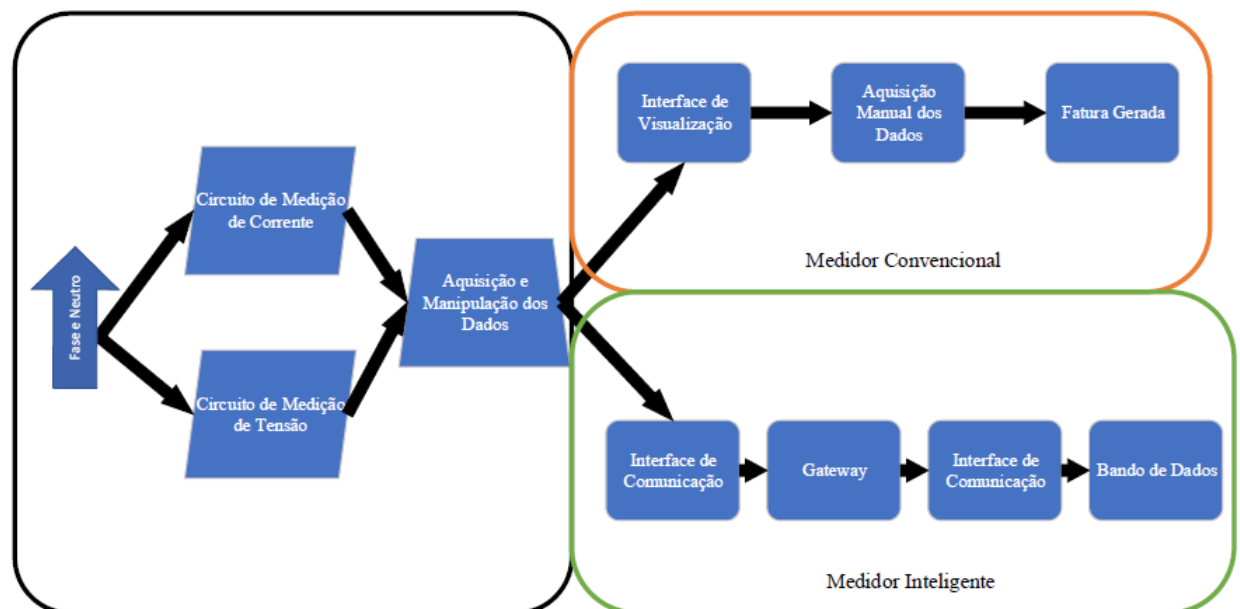 Fase e Neutro
Circuito de Medição
de Corrente
Circuito de Medição
de Tensão
Aquisição e
Manipulação dos
Dados
Interface de
Visualização
Aquisição
Manual dos
Dados
Fatura Gerada
Medidor Convencional
Interface de
Comunicação
Gateway
Interface de
Comunicação
Bando de Dados
Medidor Inteligente